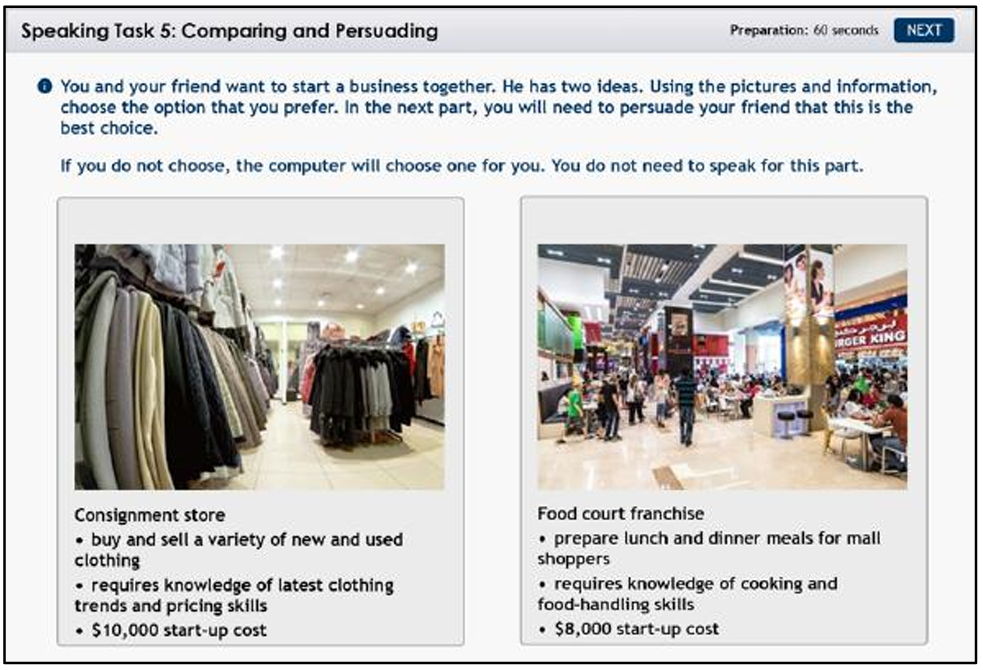 Speaking Task 5: Comparing and Persuading
Preparation: 60 seconds
NEXT
You and your friend want to start a business together. He has two ideas. Using the pictures and information,
choose the option that you prefer. In the next part, you will need to persuade your friend that this is the
best choice.
If you do not choose, the computer will choose one for you. You do not need to speak for this part.
Consignment store
• buy and sell a variety of new and used
clothing
• requires knowledge of latest clothing
trends and pricing skills
• $10,000 start-up cost
برجر كنج
BURGER KING
Food court franchise
• prepare lunch and dinner meals for mall
shoppers
• requires knowledge of cooking and
food-handling skills
• $8,000 start-up cost